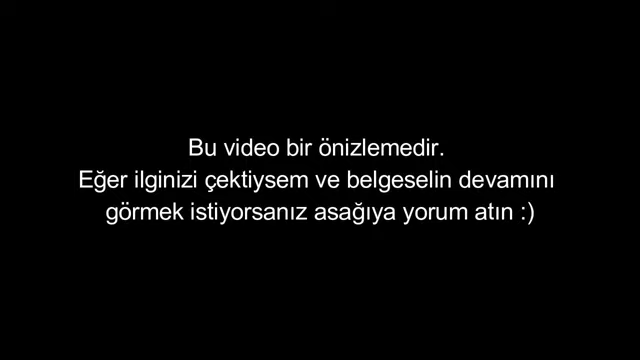 Bu video bir önizlemedir.
Eğer ilginizi çektiysem ve belgeselin devamını
görmek istiyorsanız asağıya yorum atın :)